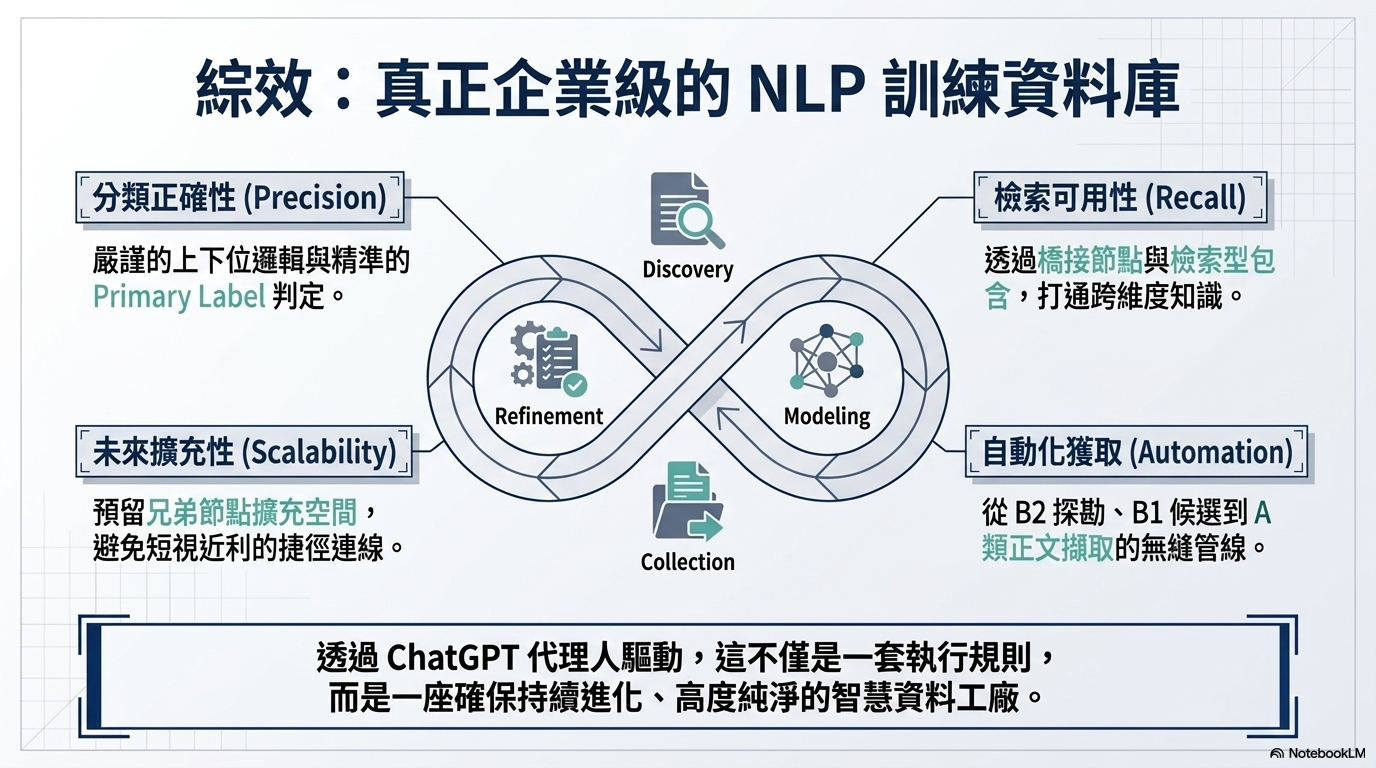 綜效：真正企業級的 NLP 訓練資料庫
分類正確性 (Precision)
嚴謹的上下位邏輯與精準的
Primary Label 判定。
Discovery
檢索可用性 (Recall)
透過橋接節點與檢索型包
含，打通跨維度知識。
Refinement
Modeling
未來擴充性 (Scalability)
預留兄弟節點擴充空間，
避免短視近利的捷徑連線。
Collection
自動化獲取 (Automation)
從 B2 探勘、B1 候選到 A
類正文擷取的無縫管線。
透過 ChatGPT 代理人驅動，這不僅是一套執行規則，
而是一座確保持續進化、高度純淨的智慧資料工廠。
NotebookLM